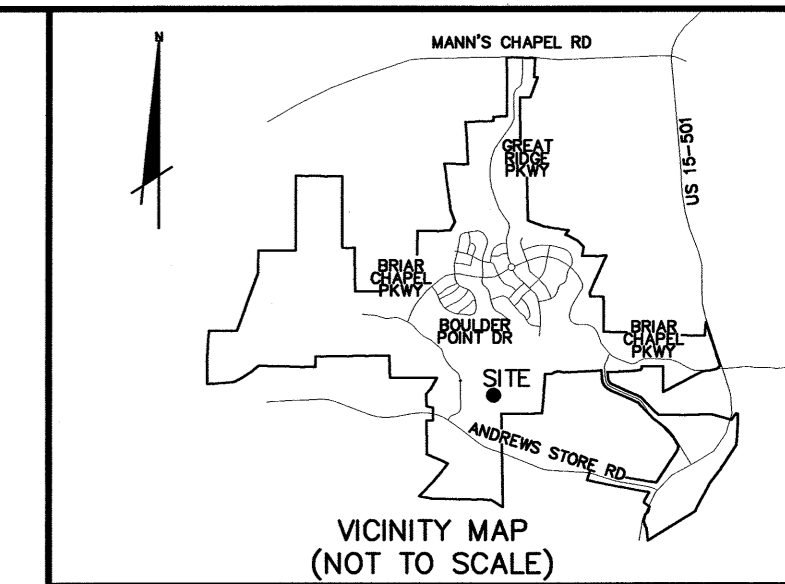 N
MANN'S CHAPEL RD
US 15-501
GREAT
RIDGE
PKWY
BRIAR
CHAPEL
PKWY
BOULDER
POINT DR
BRIAR
CHAPEL
PKWY
SITE
ANDREWS STORE RD
VICINITY MAP
(NOT TO SCALE)